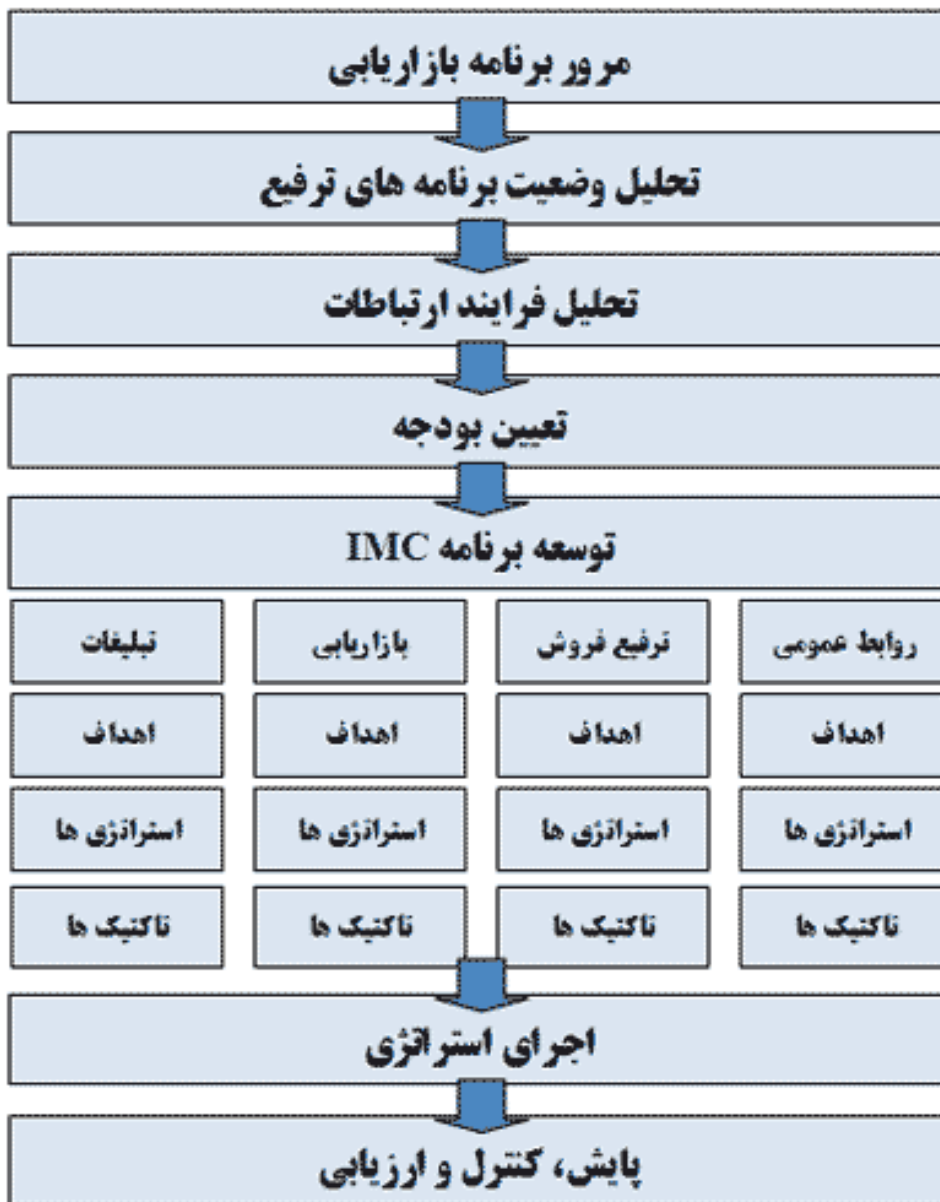 مرور برنامه بازاریابی
تحلیل وضعیت برنامه های ترفیع
تحلیل فرایند ارتباطات
تعیین بودجه
توسعه برنامه IMC
روابط عمومی
ترفیع فروش
بازاریابی
تبلیغات
اهداف
اهداف
اهداف
اهداف
استراتژی ها
استراتژی ها
استراتژی ها
استراتژی ها
تاکتیک ها
تاکتیک ها
تاکتیک ها
تاکتیک ها
اجرای استراتژی
پایش، کنترل و ارزیابی